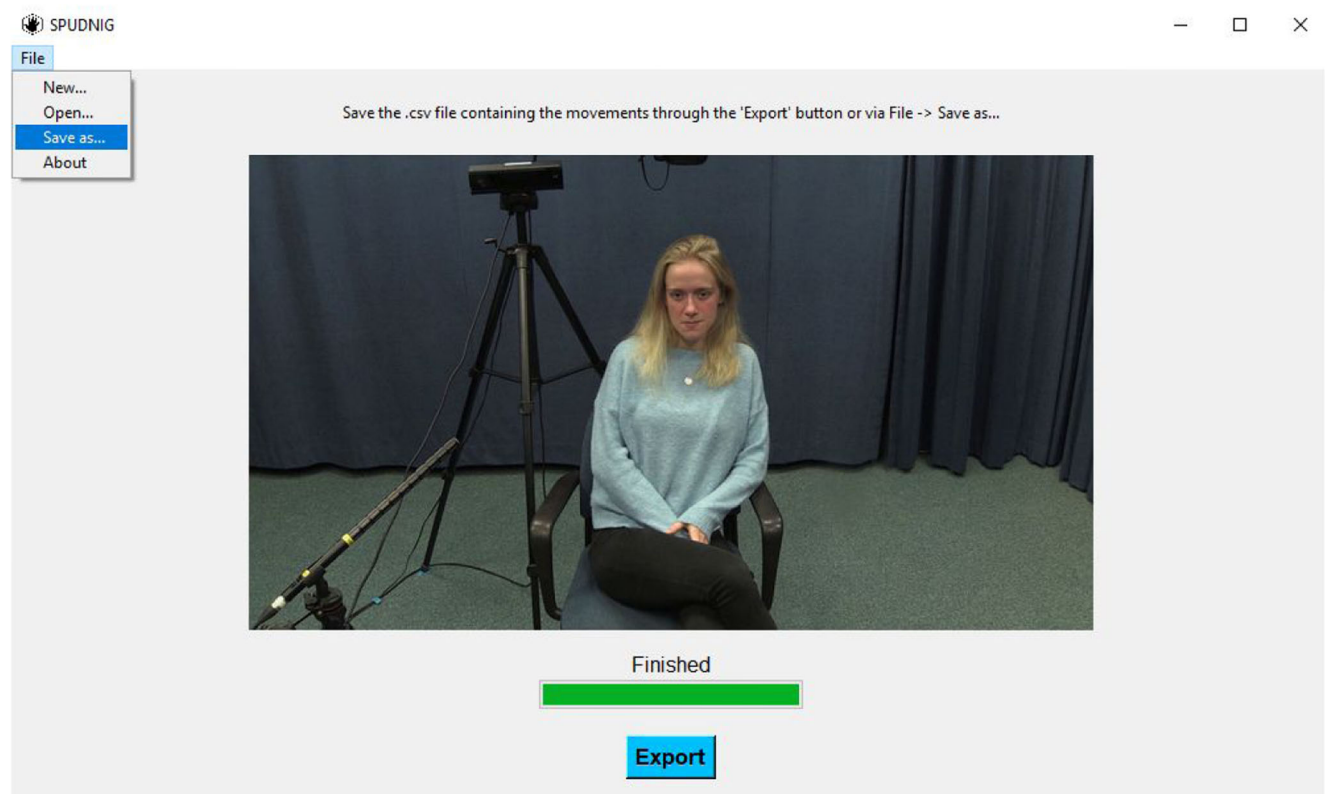 SPUDNIG
File
New...
Open...
Save as...
About
Save the .csv file containing the movements through the 'Export' button or via File -> Save as...
Finished
Export